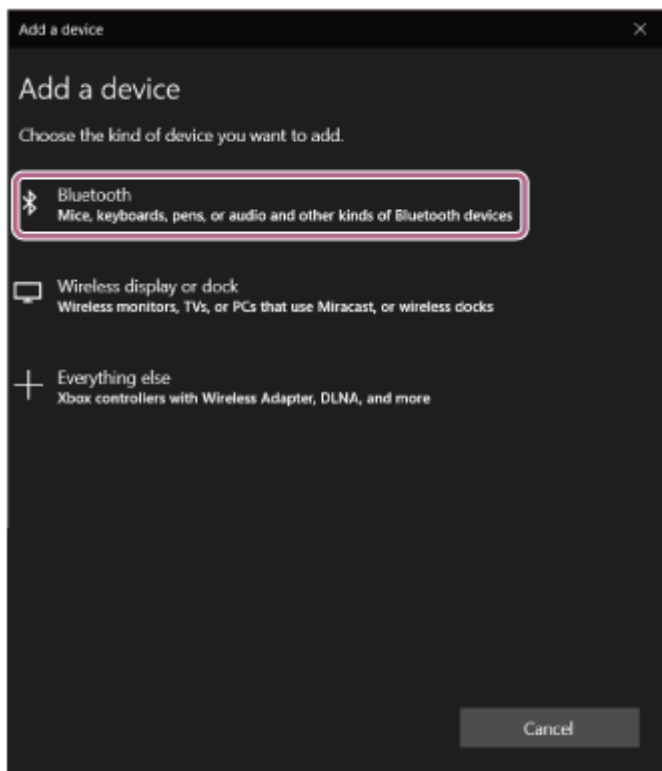 Add a device
Add a device
Choose the kind of device you want to add.
Bluetooth
Mice, keyboards, pens, or audio and other kinds of Bluetooth devices
Wireless display or dock
Wireless monitors, TVs, or PCs that use Miracast, or wireless docks
Everything else
Xbox controllers with Wireless Adapter, DLNA, and more
Cancel